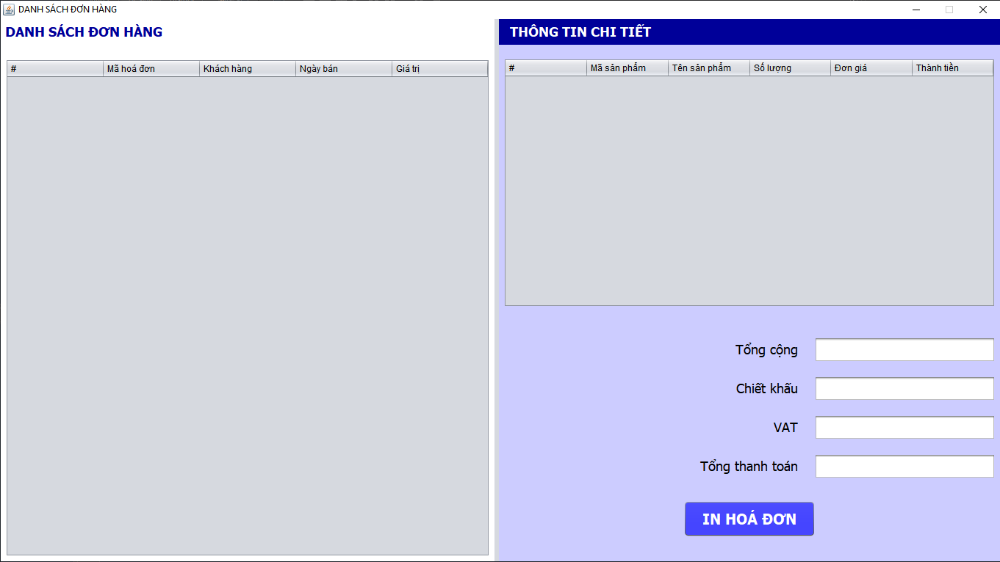 DANH SÁCH ĐƠN HÀNG
DANH SÁCH ĐƠN HÀNG
# Mã hoá đơn Khách hàng Ngày bán Giá trị
THÔNG TIN CHI TIẾT
# Mã sản phẩm Tên sản phẩm Số lượng Đơn giá Thành tiền
Tổng cộng
Chiết khấu
VAT
Tổng thanh toán
IN HOÁ ĐƠN